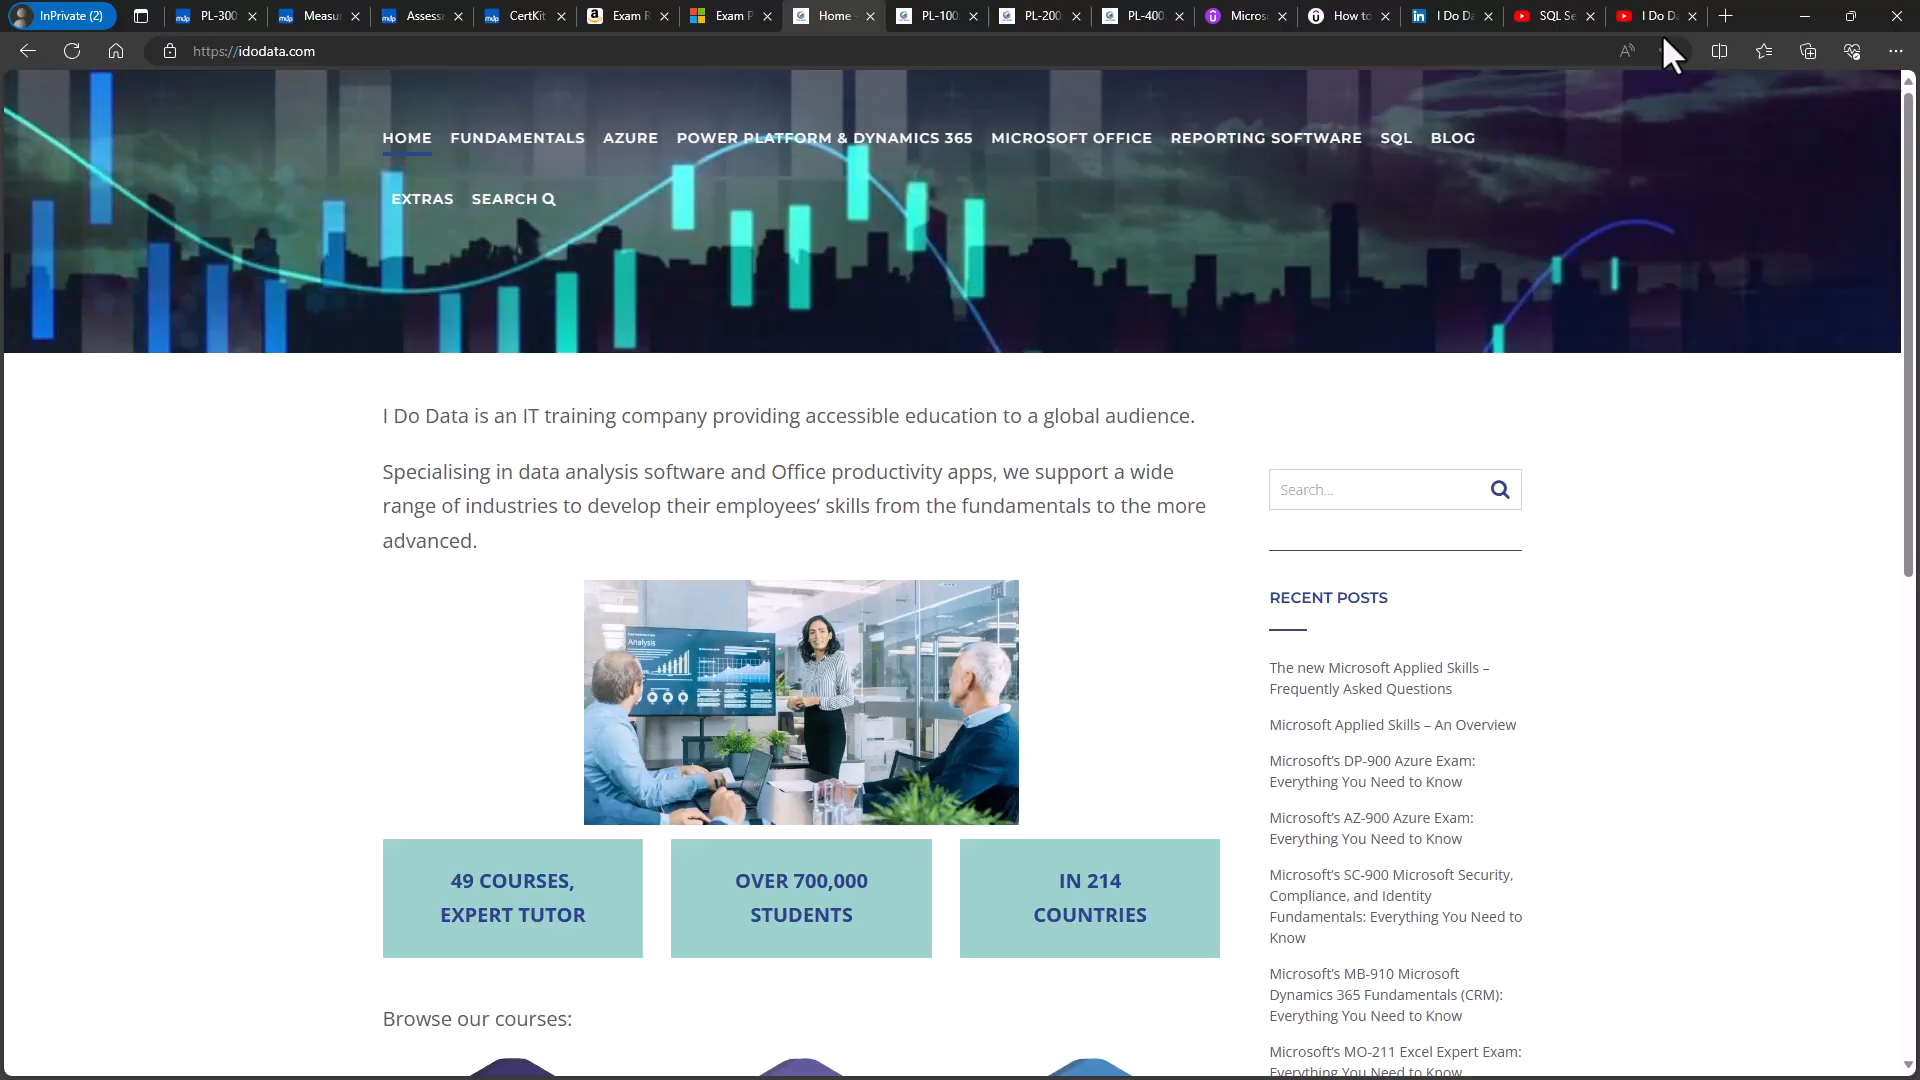 InPrivate (2)
PL-300
Measu
Assess
CertKit
Exam R
Exam P
Home
PL-100
PL-200
PL-400
Micros
How to
I Do Da
SQL Se
I Do Da
https://idodata.com
HOME FUNDAMENTALS AZURE POWER PLATFORM & DYNAMICS 365 MICROSOFT OFFICE REPORTING SOFTWARE SQL BLOG
EXTRAS SEARCH
I Do Data is an IT training company providing accessible education to a global audience.
Specialising in data analysis software and Office productivity apps, we support a wide
range of industries to develop their employees’ skills from the fundamentals to the more
advanced.
Analysis
49 COURSES,
EXPERT TUTOR
OVER 700,000
STUDENTS
IN 214
COUNTRIES
Browse our courses:
Search...
RECENT POSTS
The new Microsoft Applied Skills –
Frequently Asked Questions
Microsoft Applied Skills – An Overview
Microsoft’s DP-900 Azure Exam:
Everything You Need to Know
Microsoft’s AZ-900 Azure Exam:
Everything You Need to Know
Microsoft’s SC-900 Microsoft Security,
Compliance, and Identity
Fundamentals: Everything You Need to
Know
Microsoft’s MB-910 Microsoft
Dynamics 365 Fundamentals (CRM):
Everything You Need to Know
Microsoft’s MO-211 Excel Expert Exam:
Everything You Need to Know